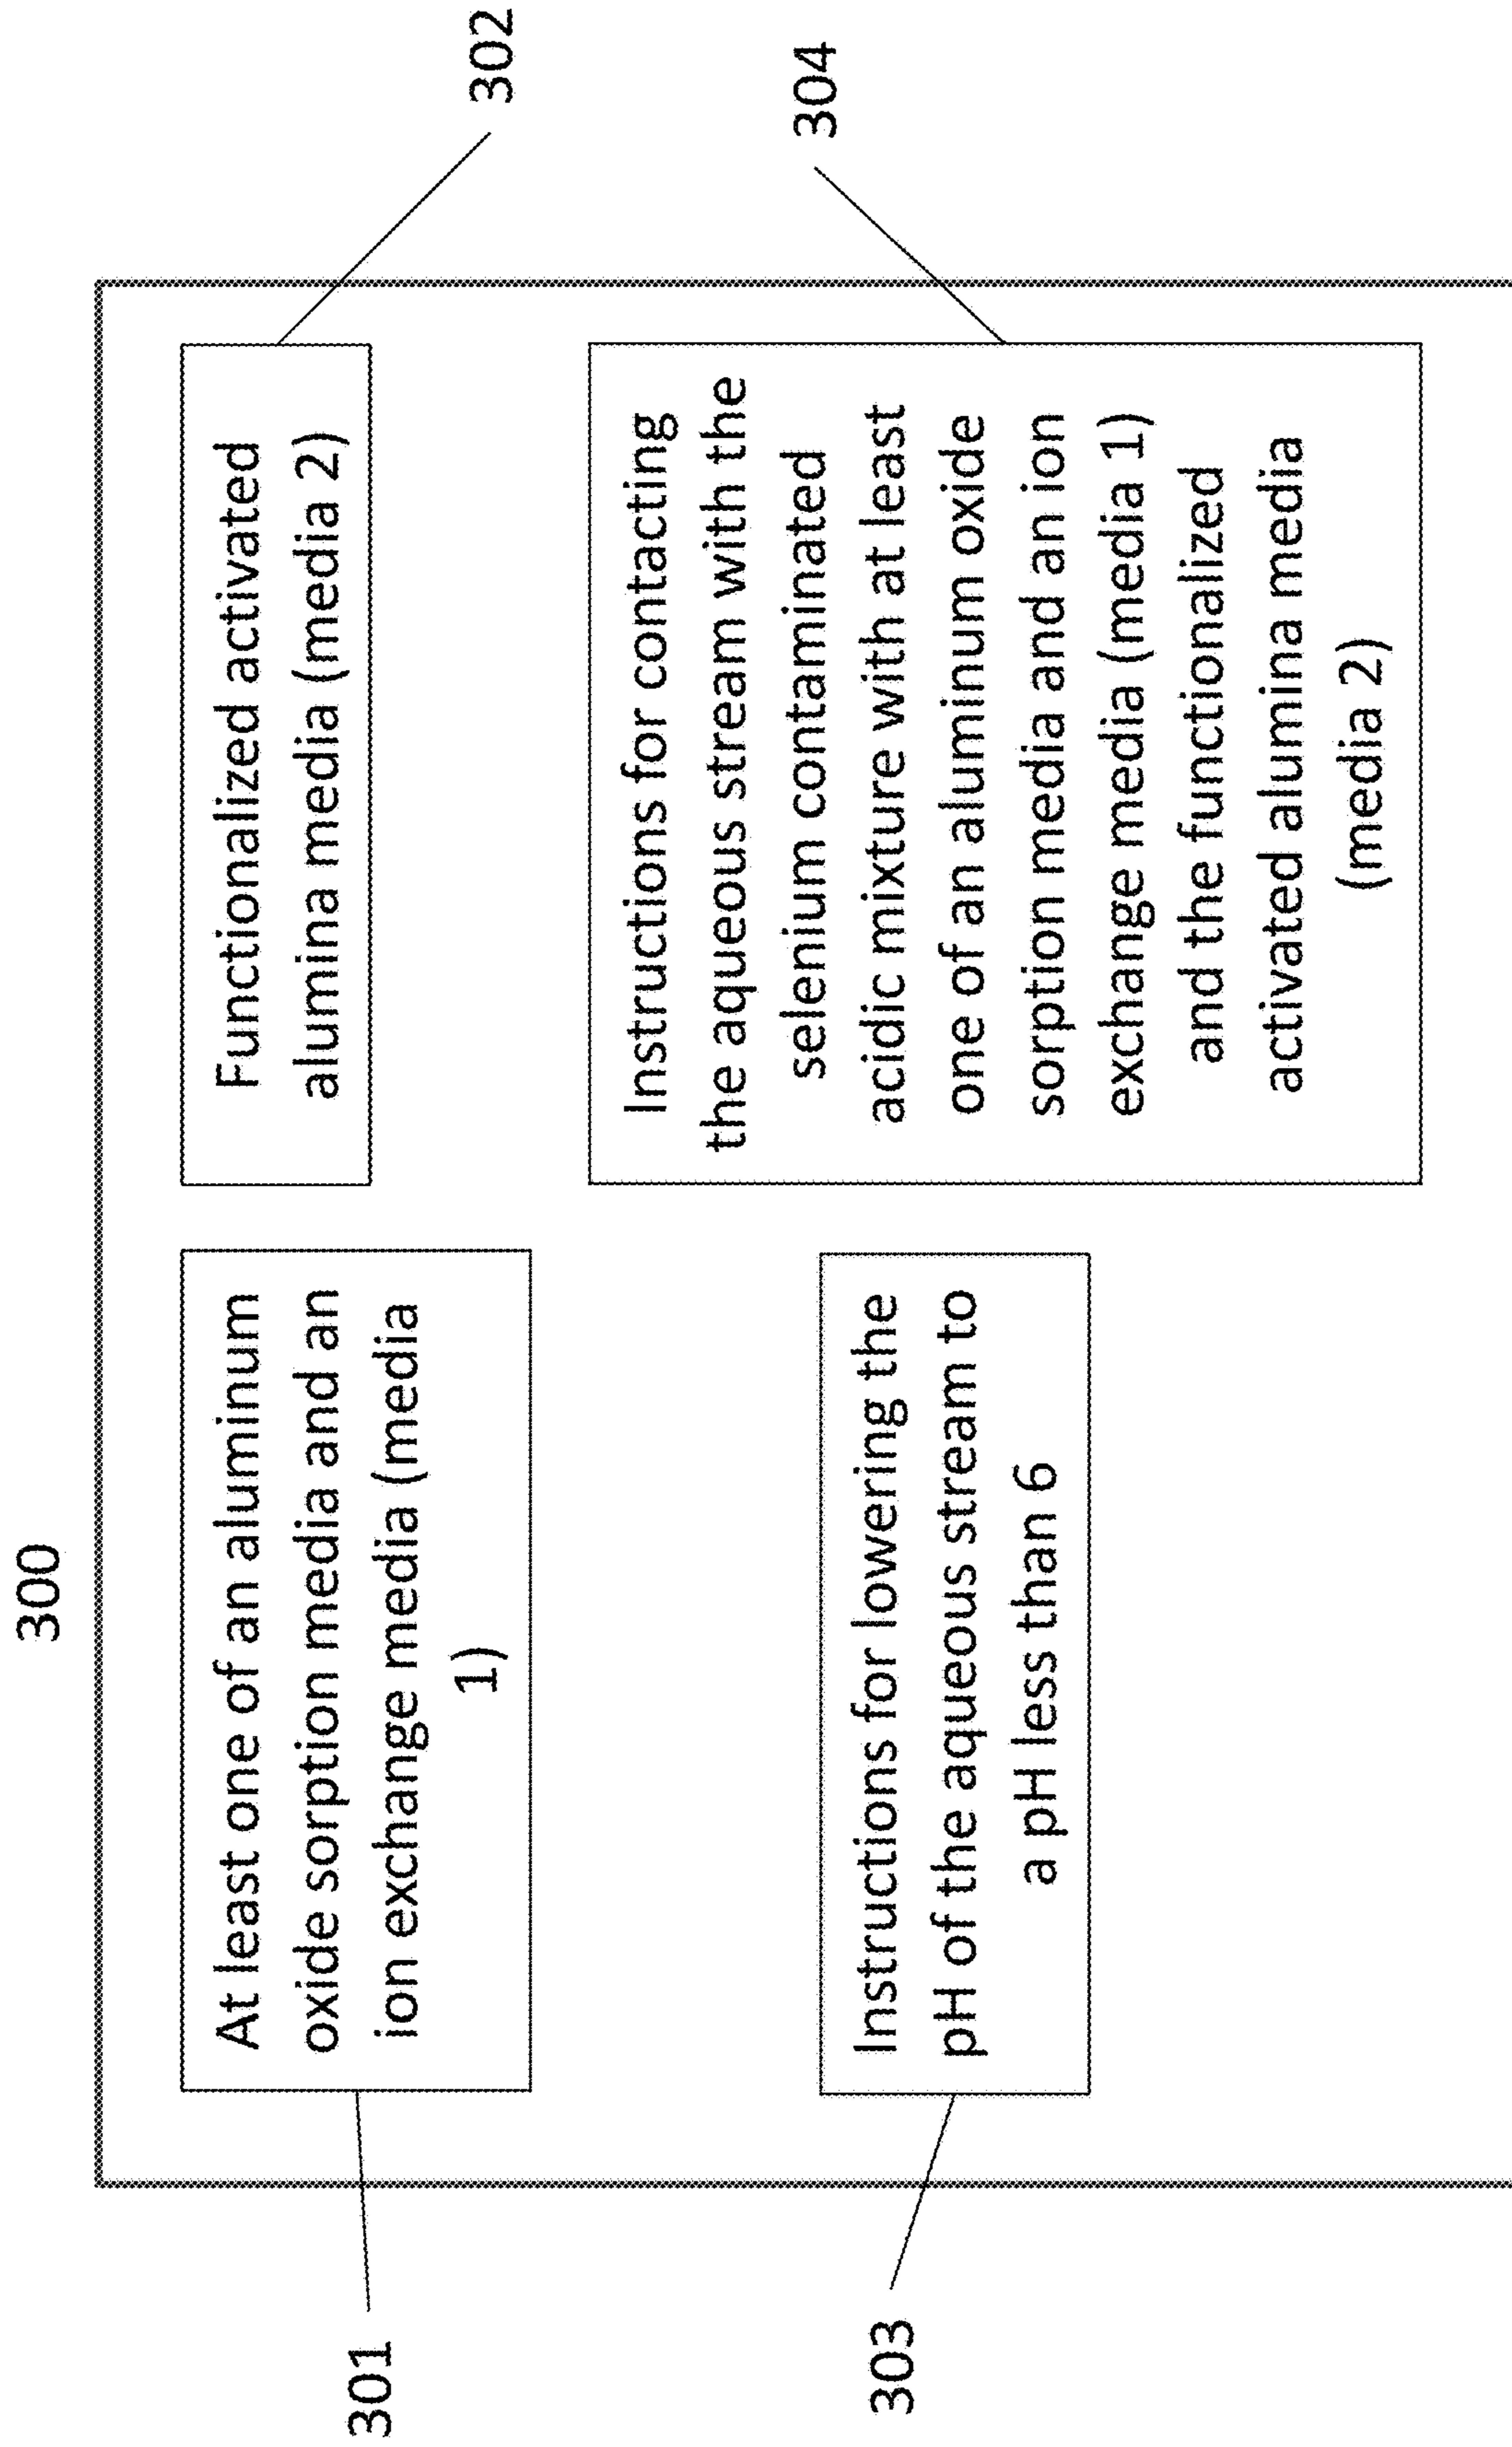 300
301
At least one of an aluminum
oxide sorption media and an
ion exchange media (media
1)
302
Functionalized activated
alumina media (media 2)
303
Instructions for lowering the
pH of the aqueous stream to
a pH less than 6
304
Instructions for contacting
the aqueous stream with the
selenium contaminated
acidic mixture with at least
one of an aluminum oxide
sorption media and an ion
exchange media (media 1)
and the functionalized
activated alumina media
(media 2)